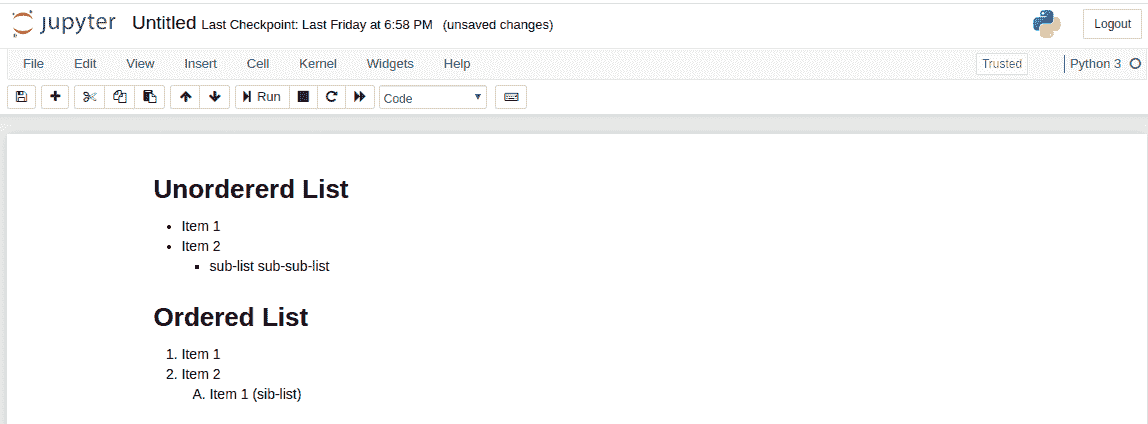 jupyter Untitled Last Checkpoint: Last Friday at 6:58 PM (unsaved changes) Logout
File Edit View Insert Cell Kernel Widgets Help Trusted Python 3
Run Code
Unordererd List
• Item 1
• Item 2
▪ sub-list sub-sub-list
Ordered List
1. Item 1
2. Item 2
A. Item 1 (sib-list)